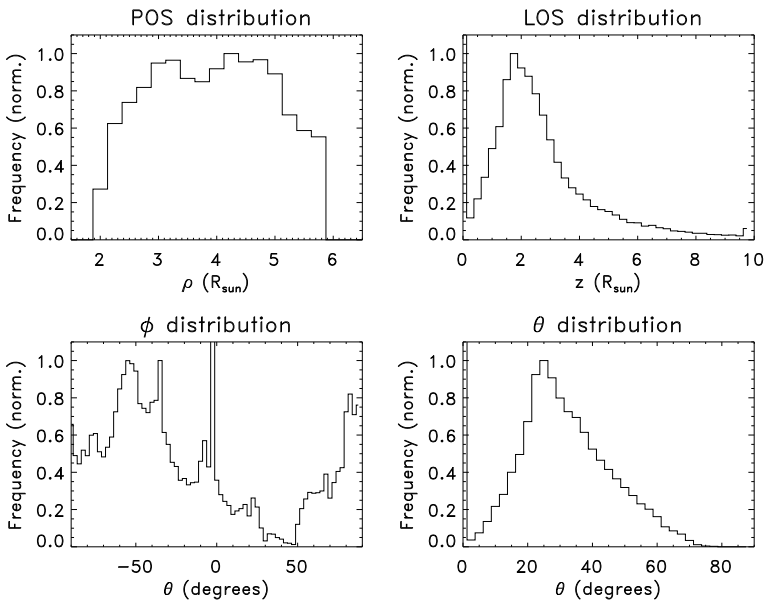 POS distribution
Frequency (norm.)
1.0
0.8
0.6
0.4
0.2
0.0
2 3 4 5 6
ρ (Rsun)
LOS distribution
Frequency (norm.)
1.0
0.8
0.6
0.4
0.2
0.0
0 2 4 6 8 10
z (Rsun)
ϕ distribution
Frequency (norm.)
1.0
0.8
0.6
0.4
0.2
0.0
−50 0 50
θ (degrees)
θ distribution
Frequency (norm.)
1.0
0.8
0.6
0.4
0.2
0.0
0 20 40 60 80
θ (degrees)